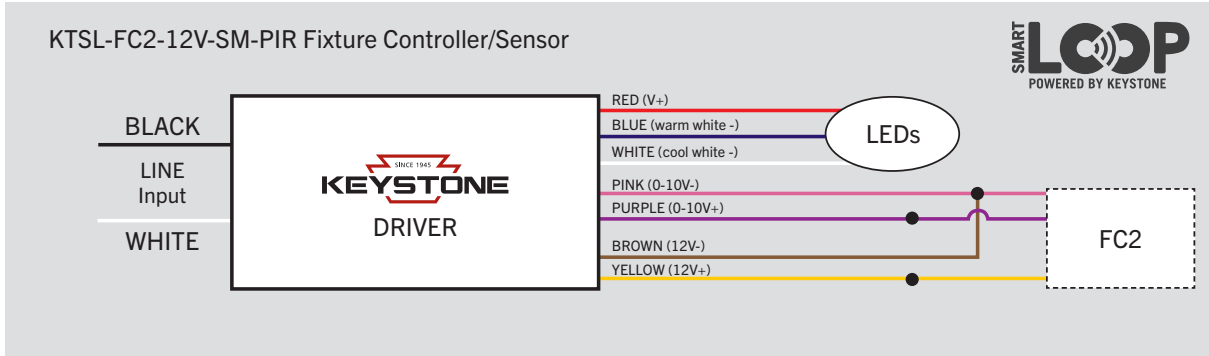 KTSL-FC2-12V-SM-PIR Fixture Controller/Sensor
SMART
LOOP
POWERED BY KEYSTONE
BLACK
LINE
Input
WHITE
SINCE 1945
KEYSTONE
DRIVER
RED (V+)
BLUE (warm white -)
WHITE (cool white -)
PINK (0-10V-)
PURPLE (0-10V+)
BROWN (12V-)
YELLOW (12V+)
LEDs
FC2